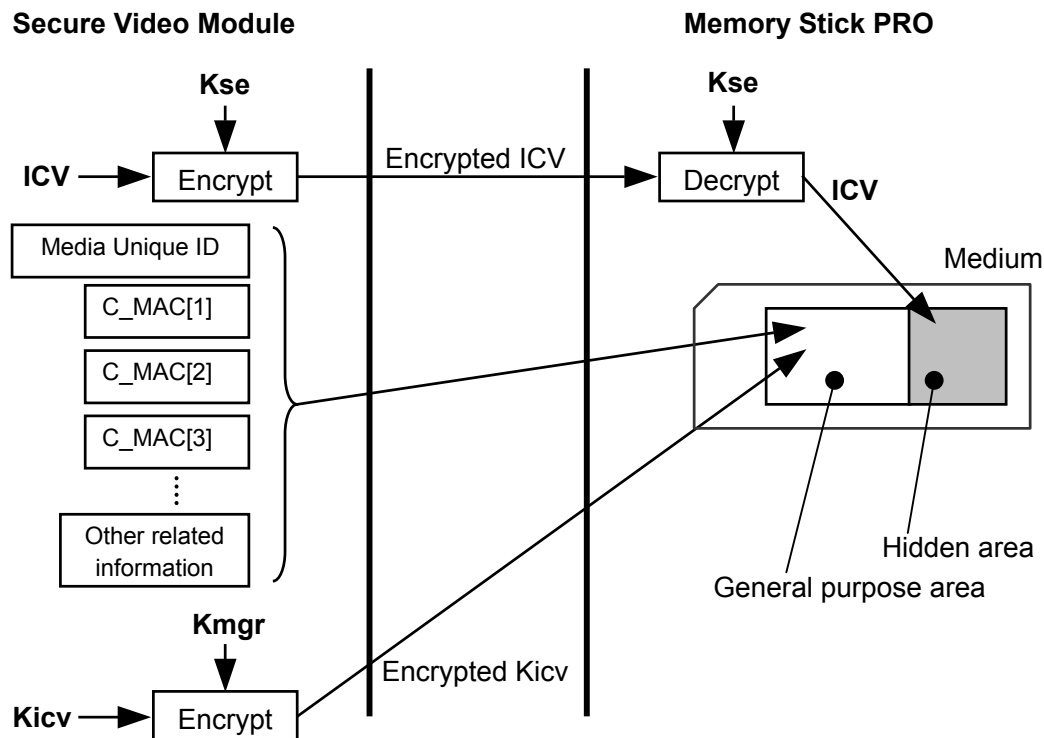 Secure Video Module
Memory Stick PRO
Kse
Kse
ICV
Encrypt
Encrypted ICV
Decrypt
ICV
Media Unique ID
Medium
C_MAC[1]
C_MAC[2]
C_MAC[3]
Other related
information
Hidden area
General purpose area
Kmgr
Encrypted Kicv
Kicv
Encrypt